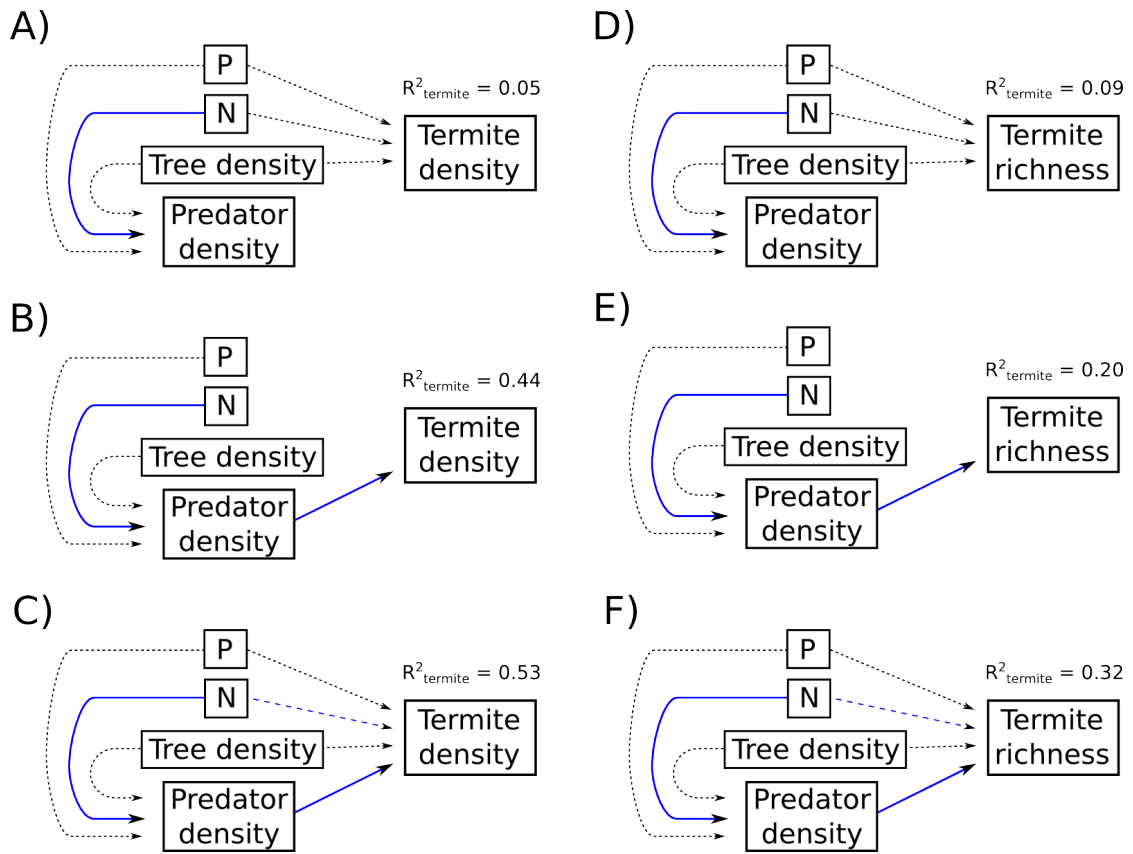 A)
P
N
Tree density
Predator
density
R²termite = 0.05
Termite
density
D)
P
N
Tree density
Predator
density
R²termite = 0.09
Termite
richness
B)
P
N
Tree density
Predator
density
R²termite = 0.44
Termite
density
E)
P
N
Tree density
Predator
density
R²termite = 0.20
Termite
richness
C)
P
N
Tree density
Predator
density
R²termite = 0.53
Termite
density
F)
P
N
Tree density
Predator
density
R²termite = 0.32
Termite
richness